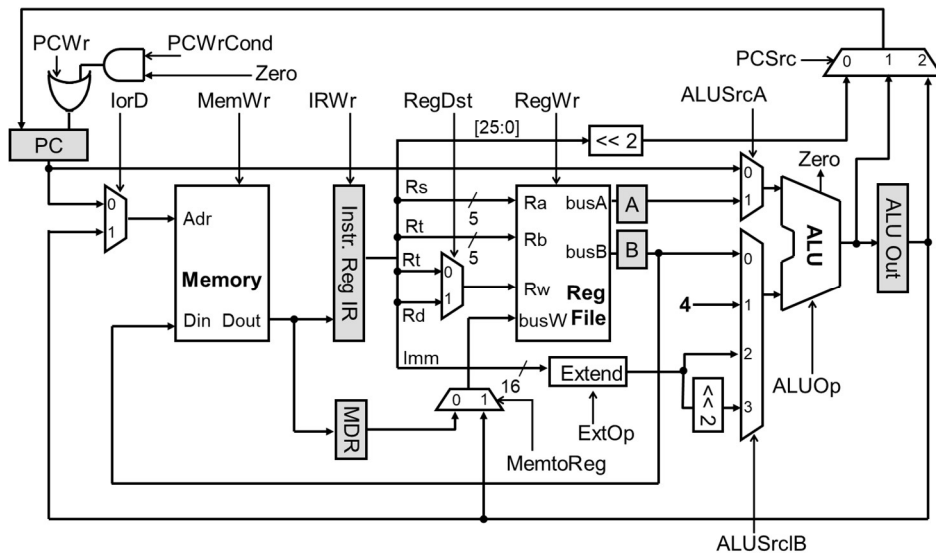 PCWr
PCWrCond
Zero
PCSrc
0 1 2
IorD
MemWr
IRWr
RegDst
RegWr
ALUSrcA
[25:0]
<< 2
PC
Zero
0
1
Adr
Memory
Din Dout
Instr. Reg IR
Rs
5
Rt
5
Rt
Rd
0
1
Ra
busA
Rb
busB
Rw
Reg
File
busW
A
B
0
1
ALU
ALU Out
0
4
1
2
3
Imm
16
Extend
<< 2
ALUOp
MDR
0 1
ExtOp
MemtoReg
ALUSrclB